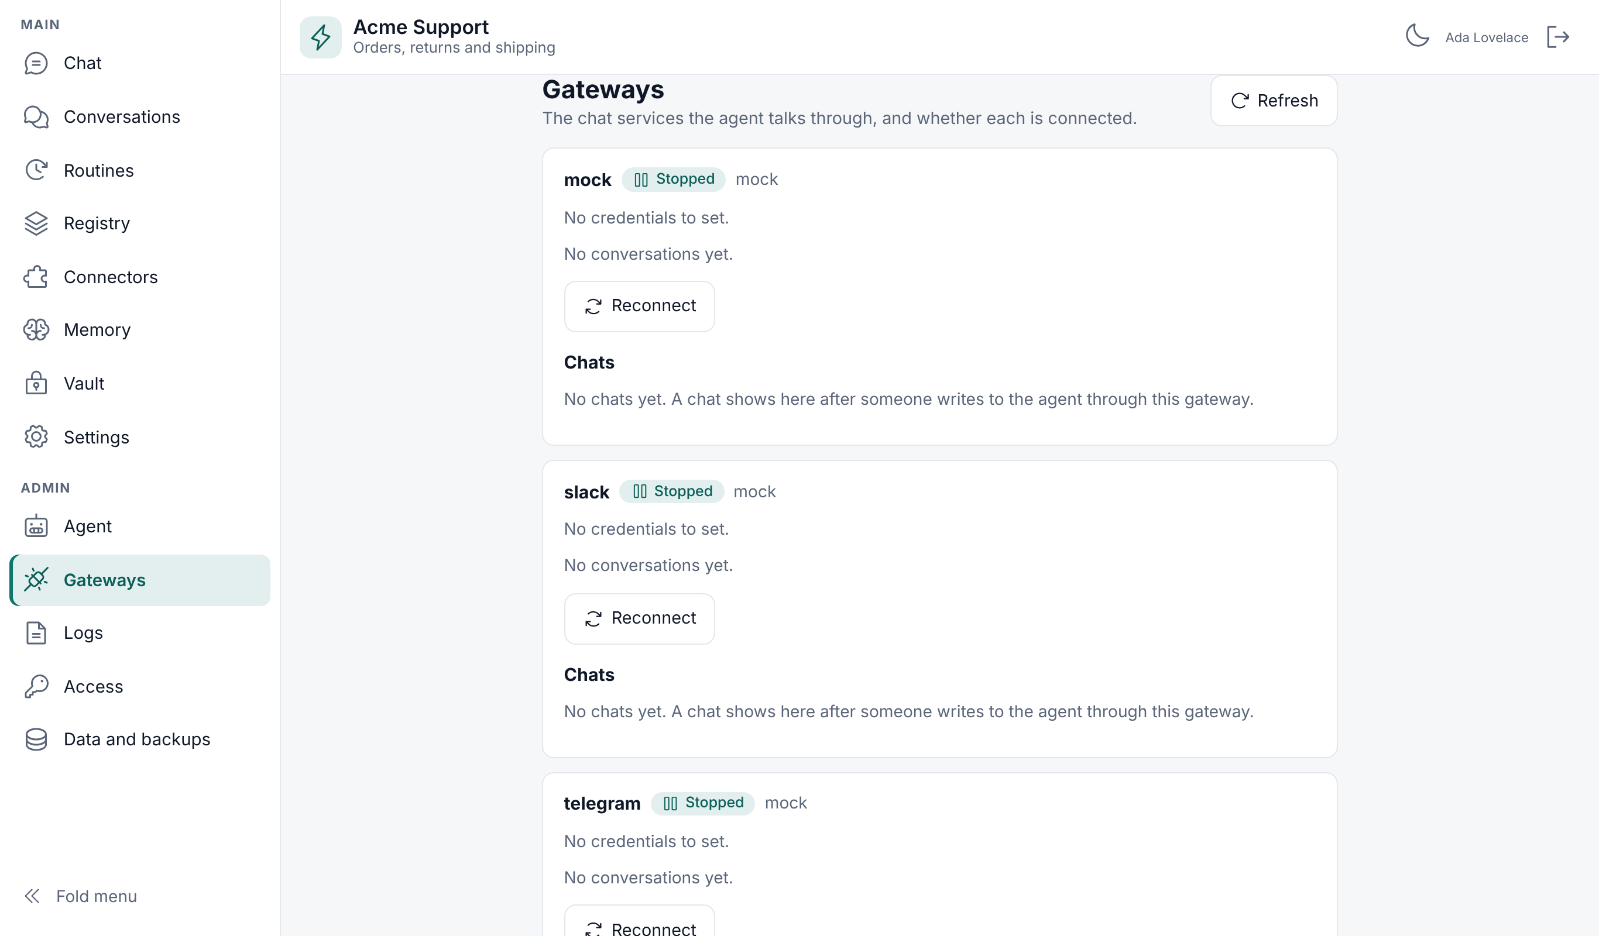 MAIN
Chat
Conversations
Routines
Registry
Connectors
Memory
Vault
Settings
ADMIN
Agent
Gateways
Logs
Access
Data and backups
Fold menu
Acme Support
Orders, returns and shipping
Ada Lovelace
Gateways
The chat services the agent talks through, and whether each is connected.
Refresh
mock Stopped mock
No credentials to set.
No conversations yet.
Reconnect
Chats
No chats yet. A chat shows here after someone writes to the agent through this gateway.
slack Stopped mock
No credentials to set.
No conversations yet.
Reconnect
Chats
No chats yet. A chat shows here after someone writes to the agent through this gateway.
telegram Stopped mock
No credentials to set.
No conversations yet.
Reconnect